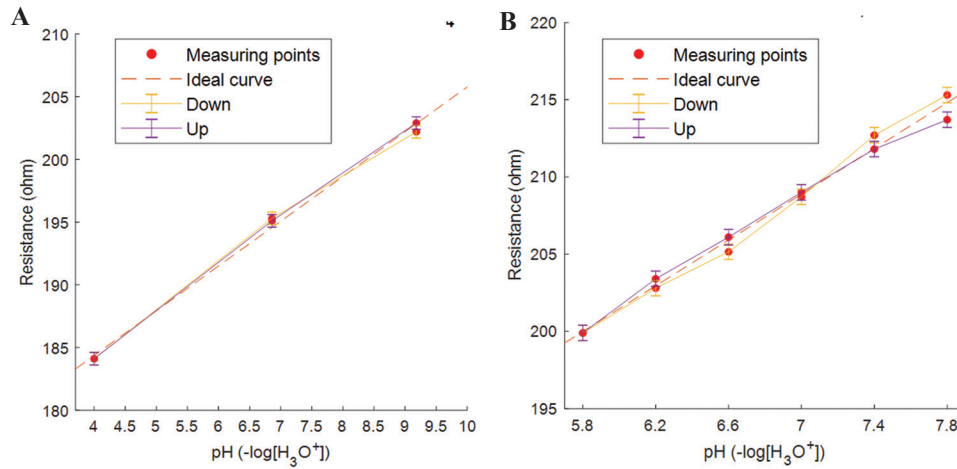 A
210
205
200
195
190
185
180
Resistance (ohm)
Measuring points
Ideal curve
Down
Up
4 4.5 5 5.5 6 6.5 7 7.5 8 8.5 9 9.5 10
pH (-log[H3O+])
B
220
215
210
205
200
195
Resistance (ohm)
Measuring points
Ideal curve
Down
Up
5.8 6.2 6.6 7 7.4 7.8
pH (-log[H3O+])